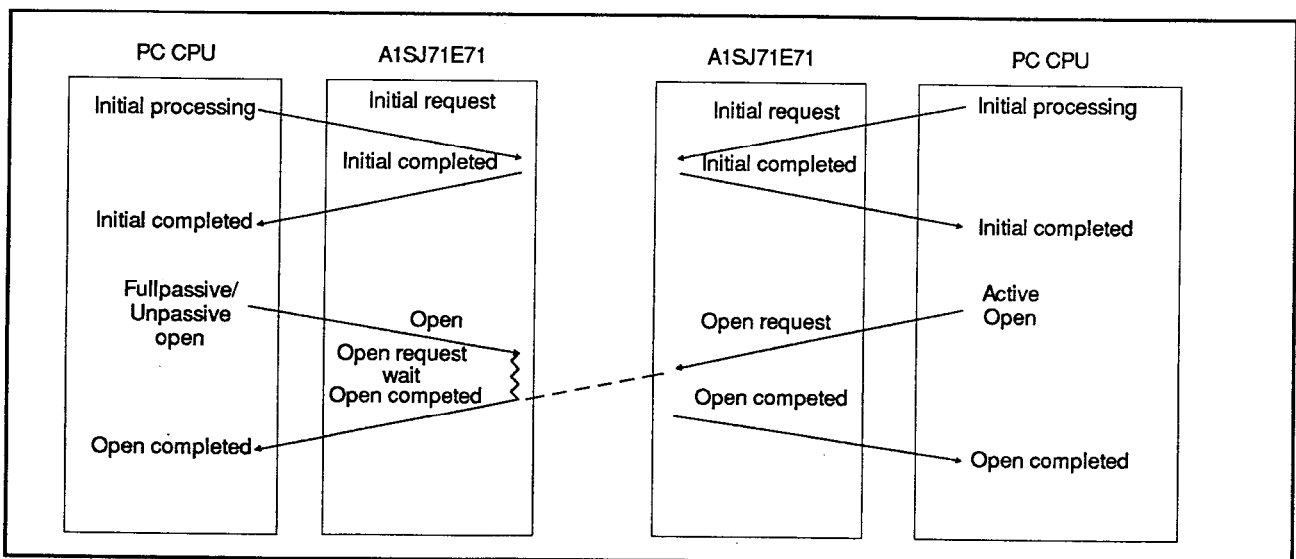 PC CPU
A1SJ71E71
A1SJ71E71
PC CPU
Initial processing
Initial request
Initial request
Initial processing
Initial completed
Initial completed
Initial completed
Initial completed
Fullpassive/
Unpassive
open
Open
Open request
wait
Open competed
Open request
Active
Open
Open competed
Open completed
Open completed